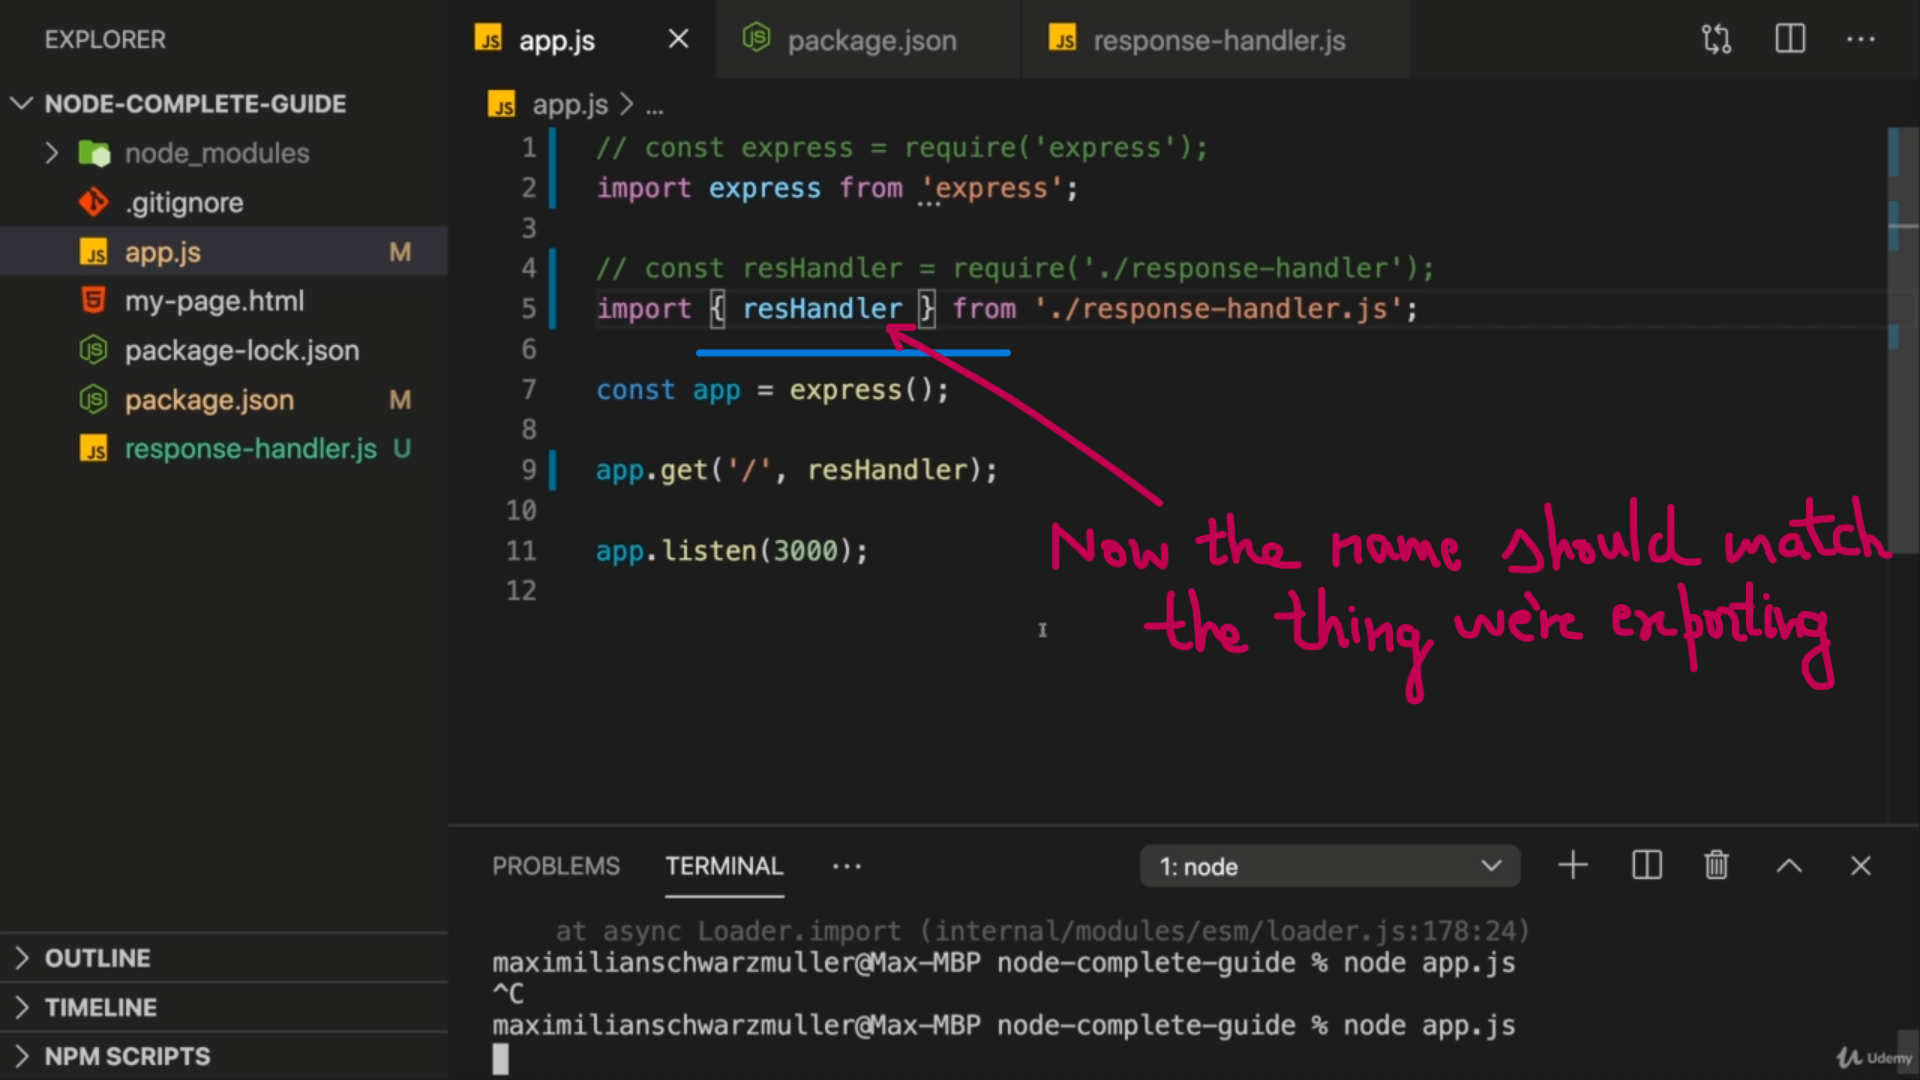 EXPLORER
NODE-COMPLETE-GUIDE
node_modules
.gitignore
app.js M
my-page.html
package-lock.json
package.json M
response-handler.js U
OUTLINE
TIMELINE
NPM SCRIPTS
JS app.js package.json JS response-handler.js ...
JS app.js > ...
1 // const express = require('express');
2 import express from 'express';
3
4 // const resHandler = require('./response-handler');
5 import { resHandler } from './response-handler.js';
6
7 const app = express();
8
9 app.get('/', resHandler);
10
11 app.listen(3000);
12
Now the name should match
the thing we're exporting
PROBLEMS TERMINAL ... 1: node
at async Loader.import (internal/modules/esm/loader.js:178:24)
maximilianschwarzmuller@Max-MBP node-complete-guide % node app.js
^C
maximilianschwarzmuller@Max-MBP node-complete-guide % node app.js
Udemy